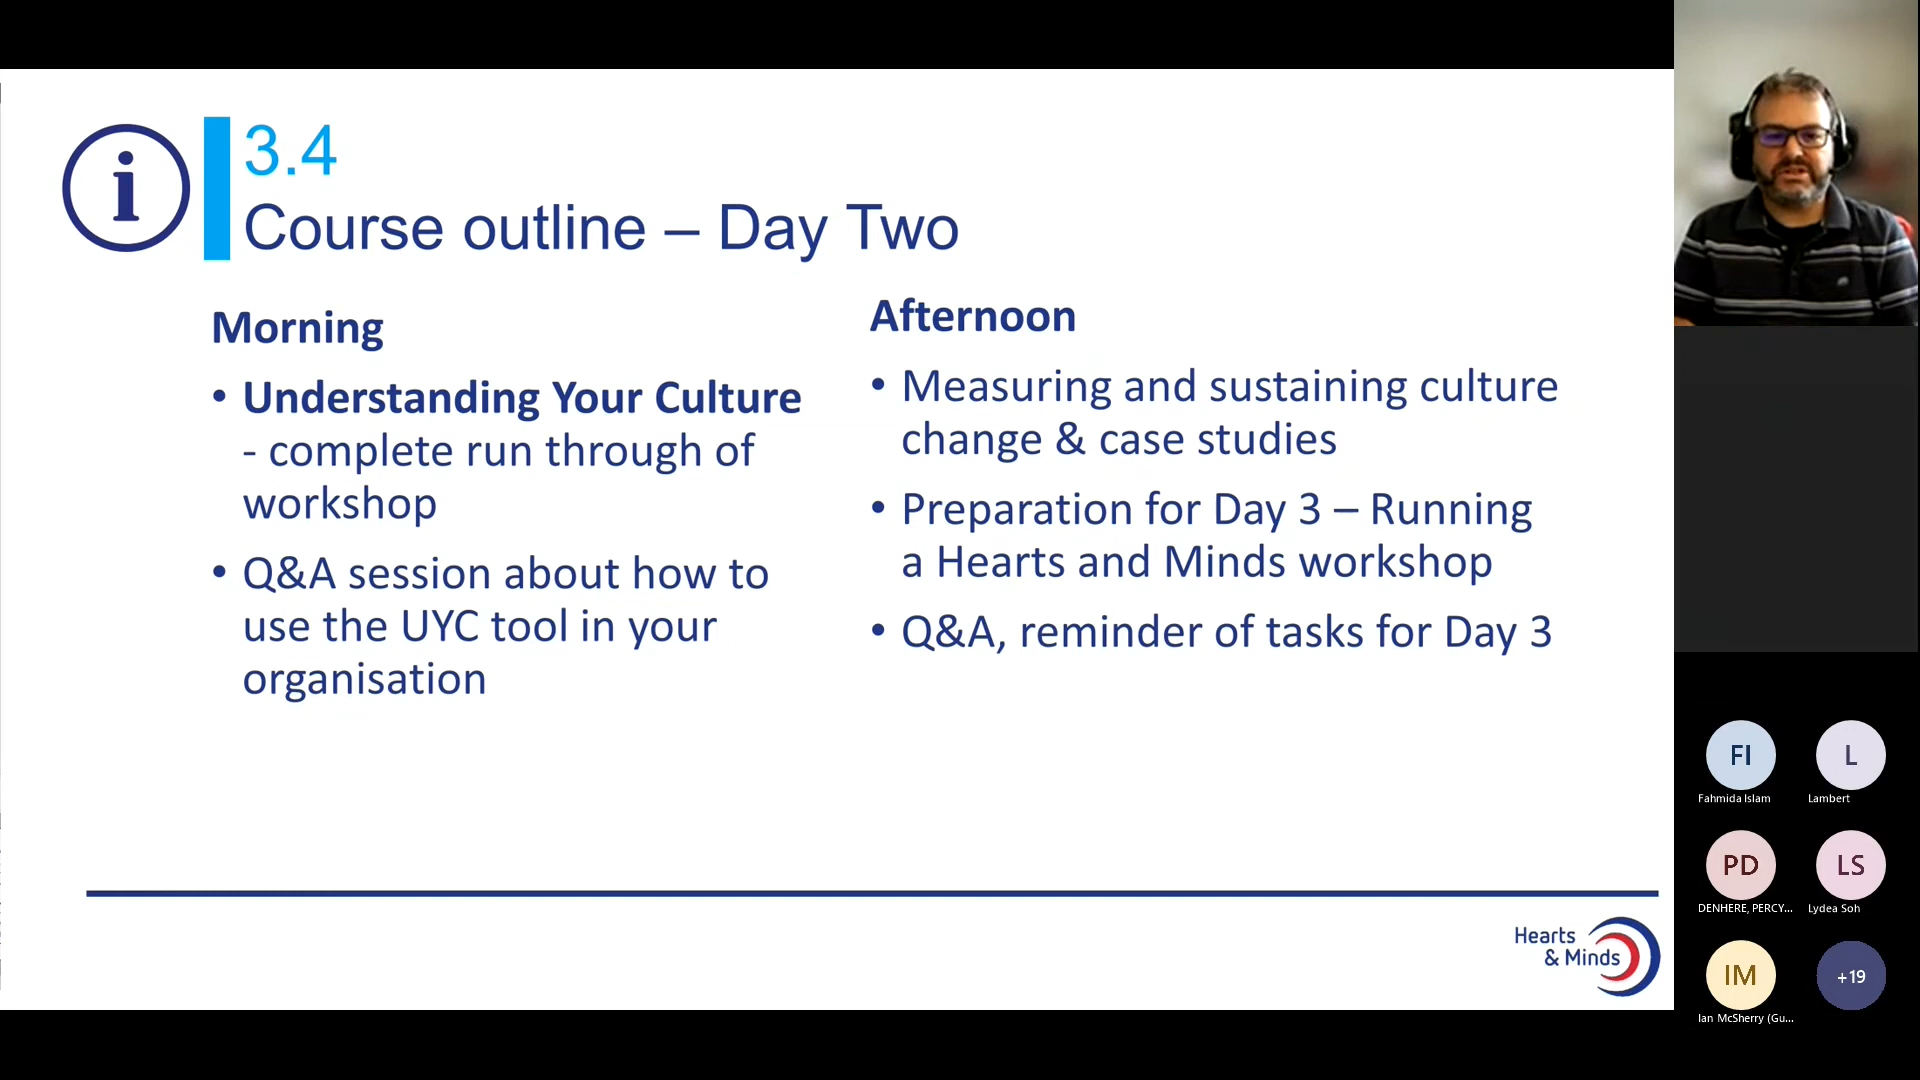 3.4
Course outline – Day Two
Morning
• Understanding Your Culture
- complete run through of
workshop
• Q&A session about how to
use the UYC tool in your
organisation
Afternoon
• Measuring and sustaining culture
change & case studies
• Preparation for Day 3 – Running
a Hearts and Minds workshop
• Q&A, reminder of tasks for Day 3
Hearts
& Minds
FI
Fahmida Islam
L
Lambert
PD
DENHERE, PERCY...
LS
Lydea Soh
IM
Ian McSherry (Gu...
+19